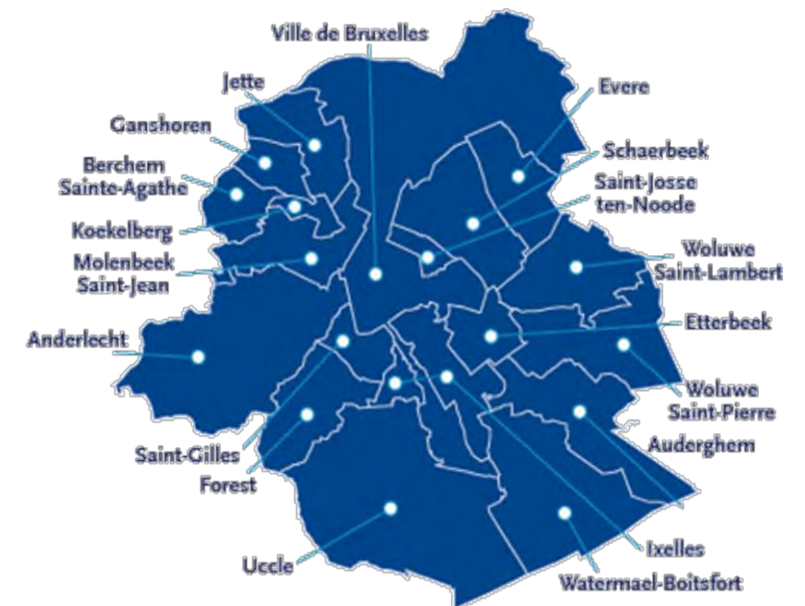 Ville de Bruxelles
Jette
Evere
Ganshoren
Schaerbeek
Berchem
Sainte-Agathe
Saint-Josse
ten-Noode
Koekelberg
Molenbeek
Saint-Jean
Woluwe
Saint-Lambert
Etterbeek
Anderlecht
Woluwe
Saint-Pierre
Auderghem
Saint-Gilles
Forest
Ixelles
Uccle
Watermael-Boitsfort